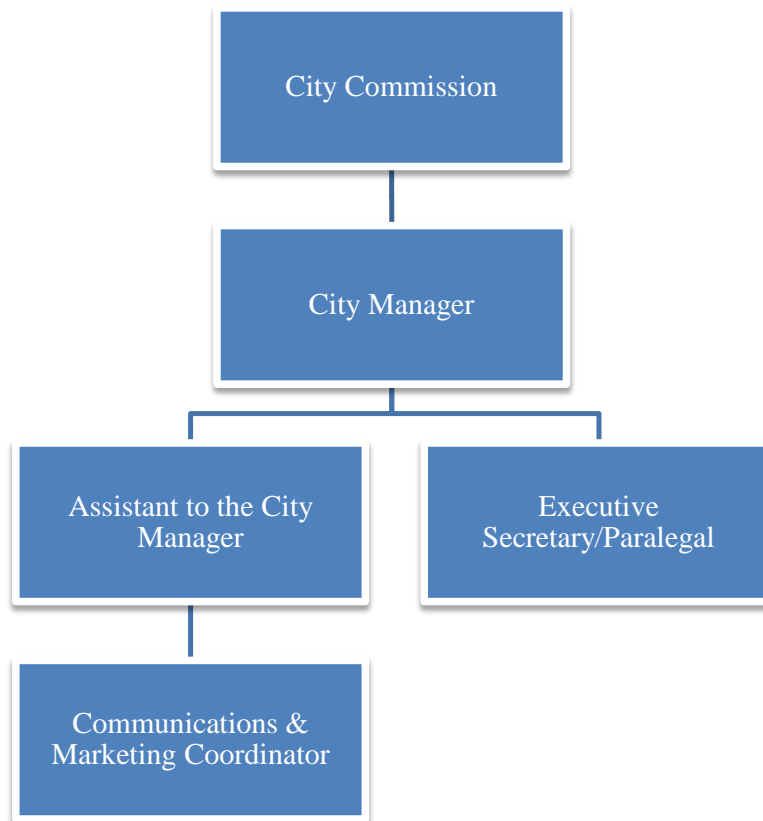 City Commission
City Manager
Assistant to the City
Manager
Executive
Secretary/Paralegal
Communications &
Marketing Coordinator